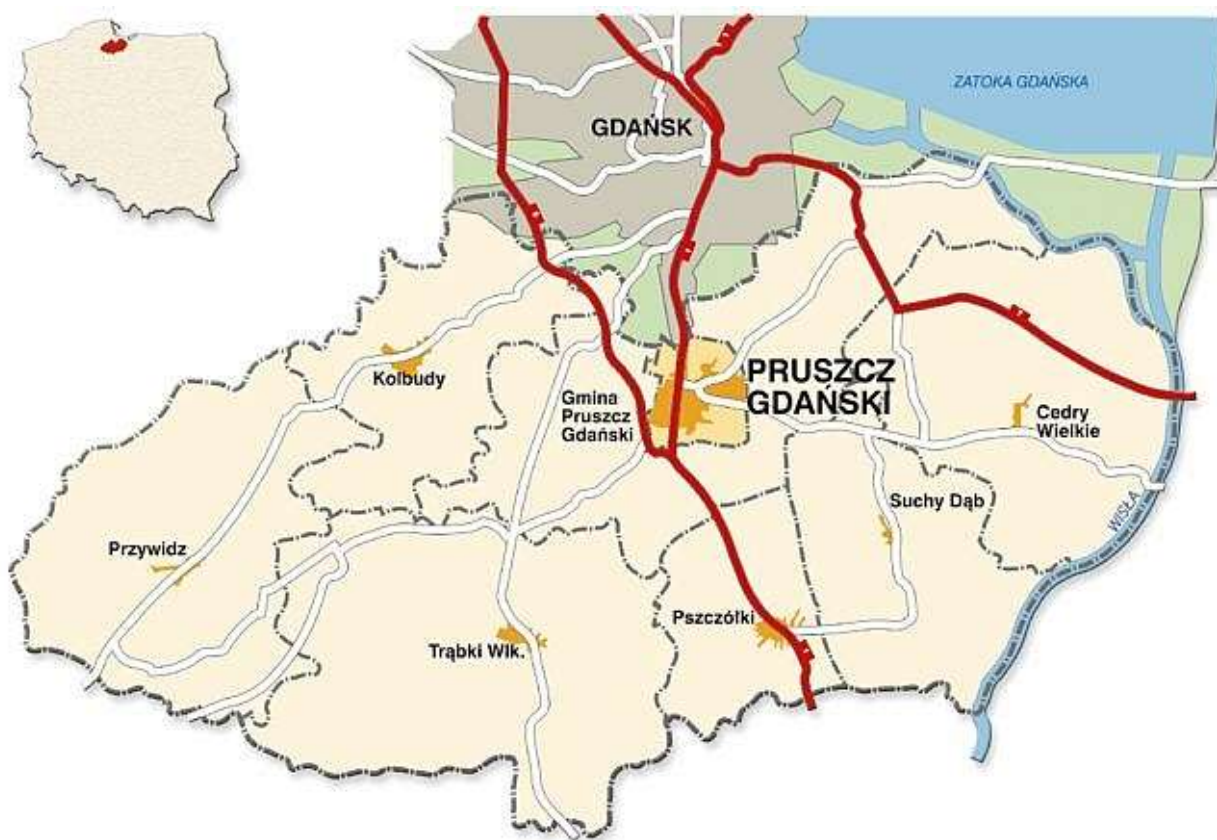 ZATOKA GDAŃSKA
GDAŃSK
PRUSZCZ
GDAŃSKI
Kolbudy
Gmina
Pruszcz
Gdański
Cedry
Wielkie
Suchy Dąb
WISŁA
Przywidz
Pszczółki
Trąbki Wlk.